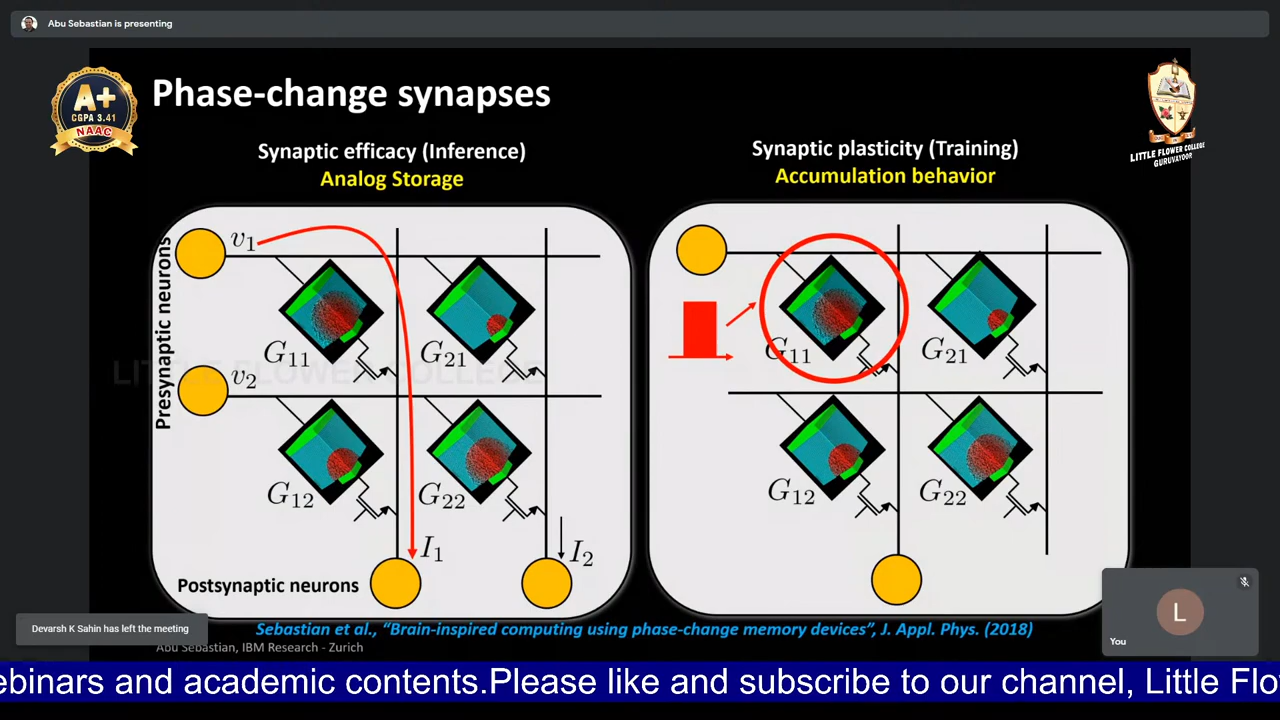 Abu Sebastian is presenting
A+
CGPA 3.41
NAAC
Phase-change synapses
LITTLE FLOWER COLLEGE
GURUVAYOOR
Synaptic efficacy (Inference)
Analog Storage
Synaptic plasticity (Training)
Accumulation behavior
Presynaptic neurons
v1
G11
G21
v2
G12
G22
I1
I2
Postsynaptic neurons
G11
G21
G12
G22
LITTLE FLOWER COLLEGE
Devarsh K Sahin has left the meeting
Sebastian et al., “Brain-inspired computing using phase-change memory devices”, J. Appl. Phys. (2018)
Abu Sebastian, IBM Research - Zurich
L
You
ebinars and academic contents.Please like and subscribe to our channel, Little Flo